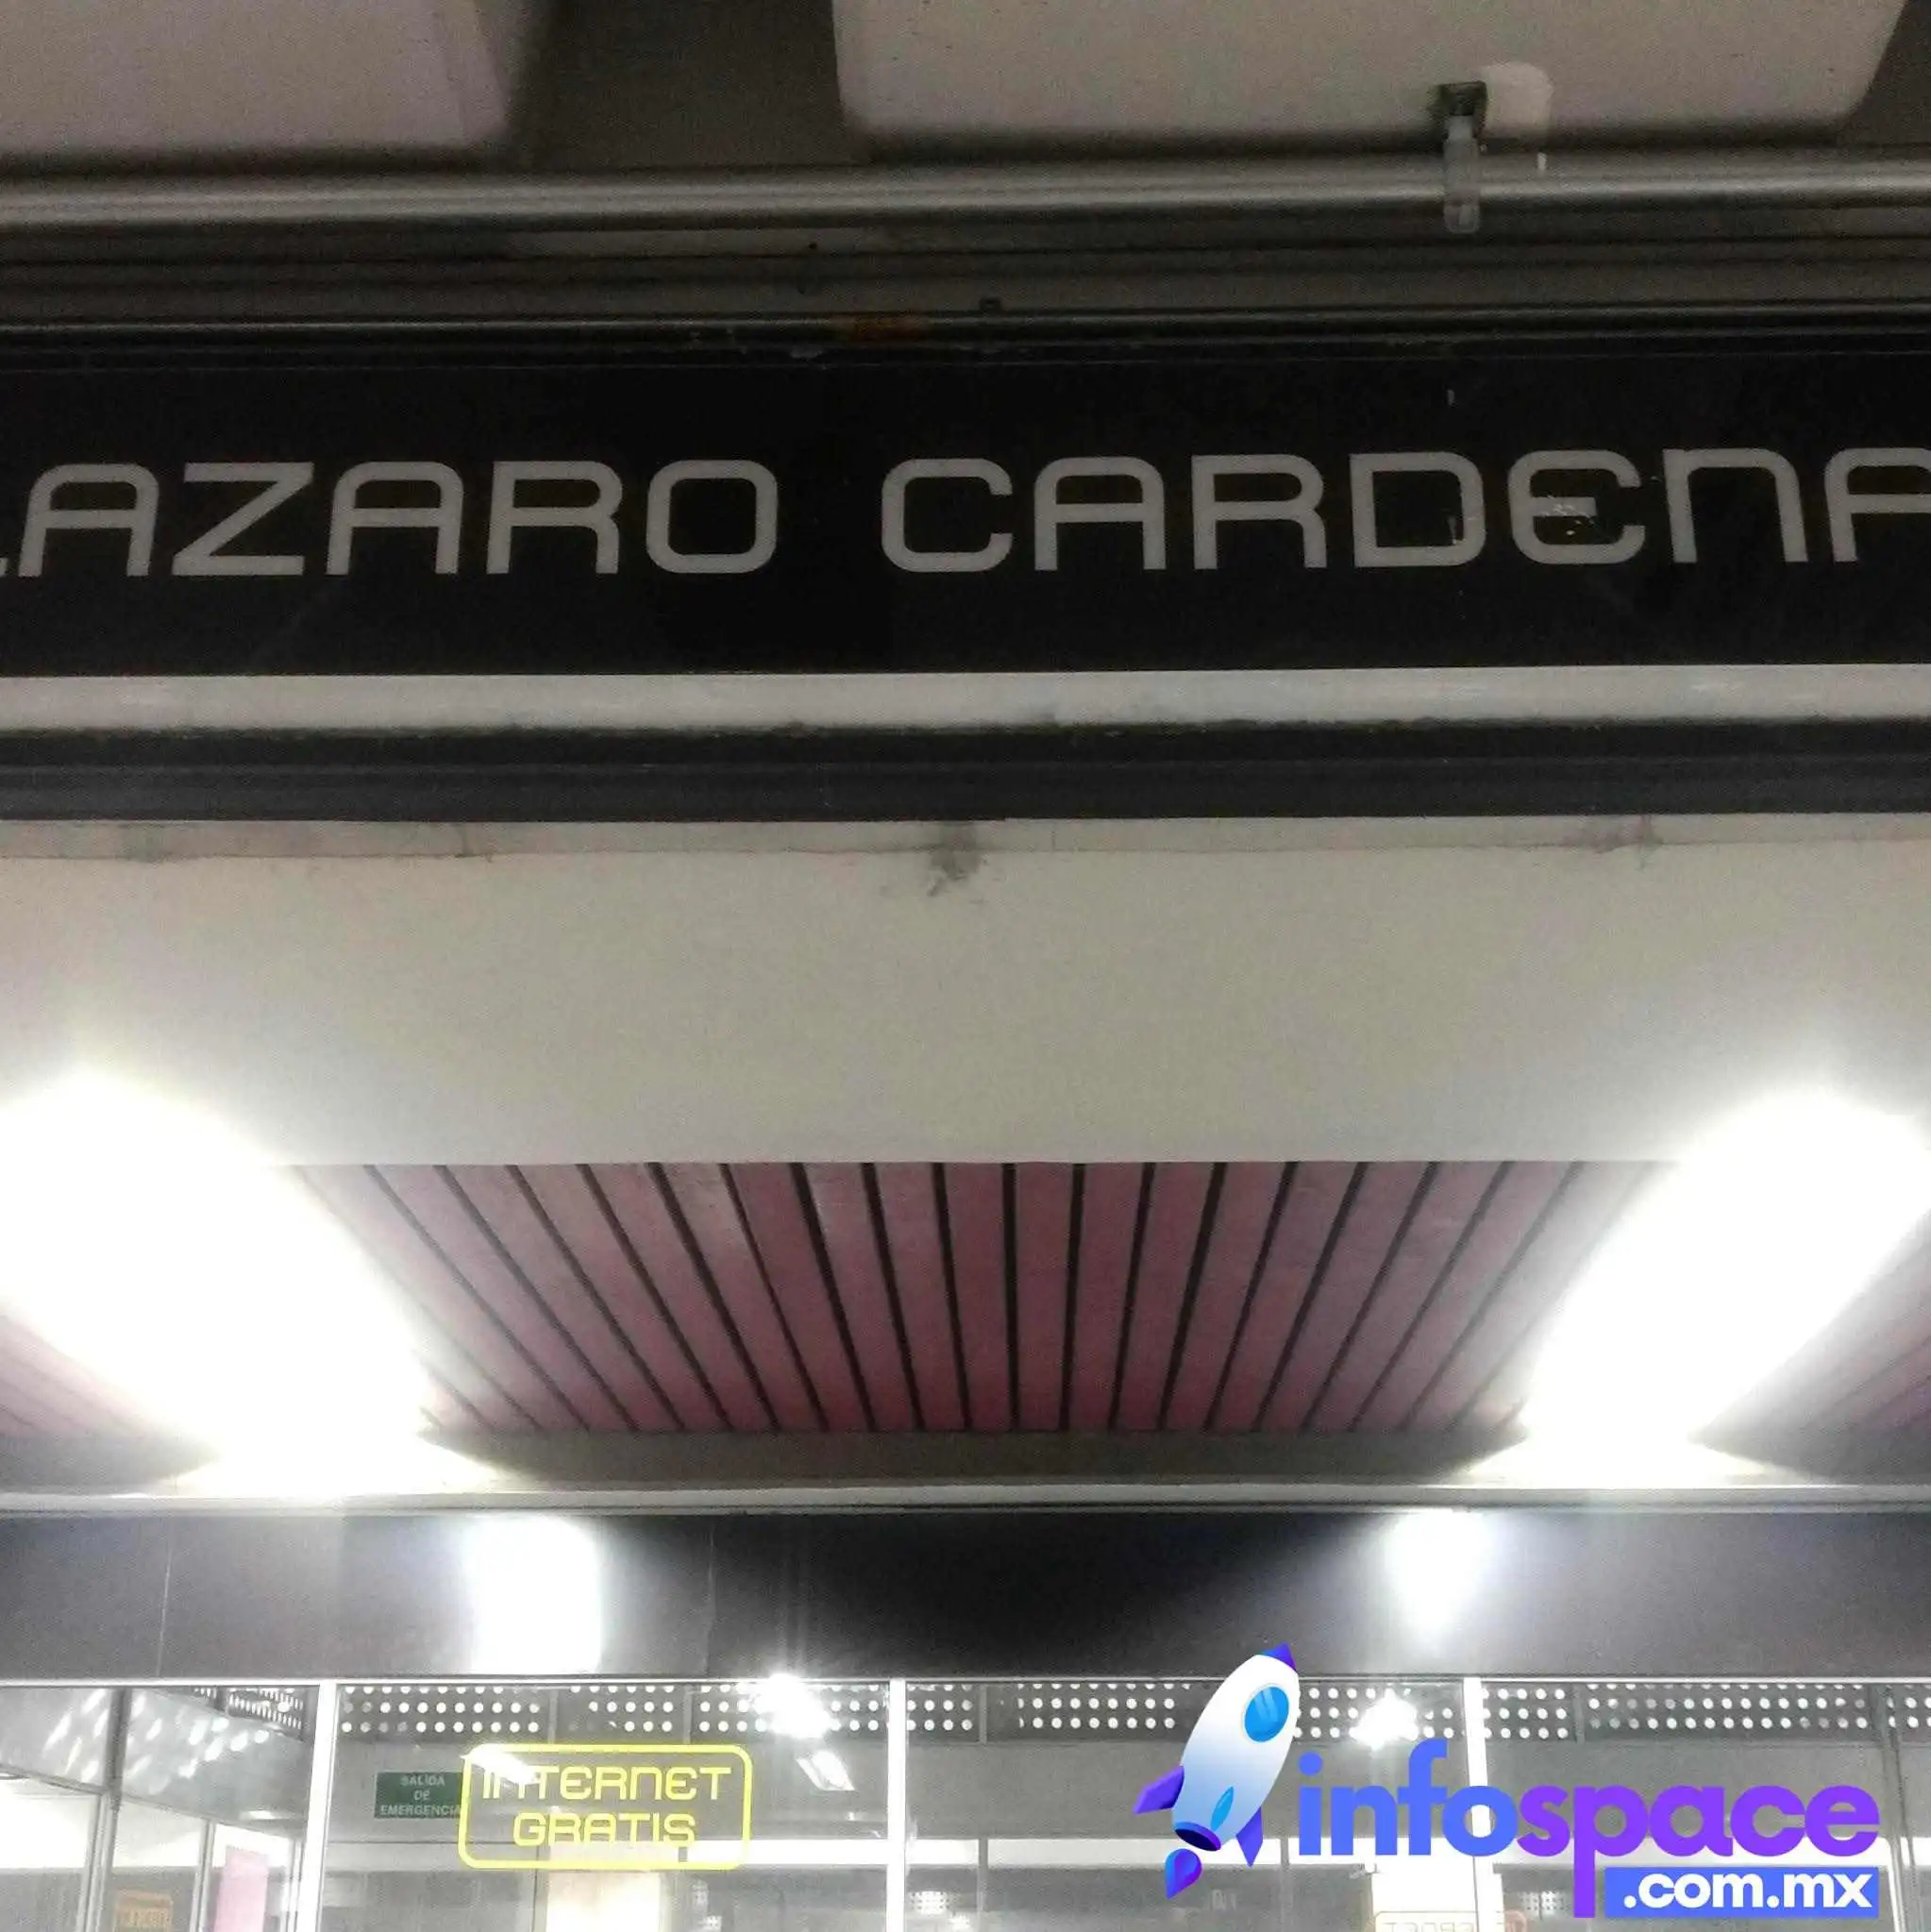 LAZARO CARDENA
SALIDA
DE
EMERGENCIA
INTERNET
GRATIS
infospace
.com.mx